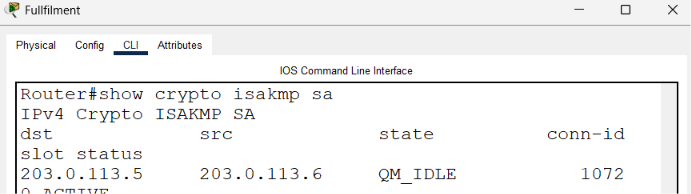 Fullfilment
Physical Config CLI Attributes
IOS Command Line Interface
Router#show crypto isakmp sa
IPv4 Crypto ISAKMP SA
dst src state conn-id
slot status
203.0.113.5 203.0.113.6 QM_IDLE 1072
0 ACTIVE